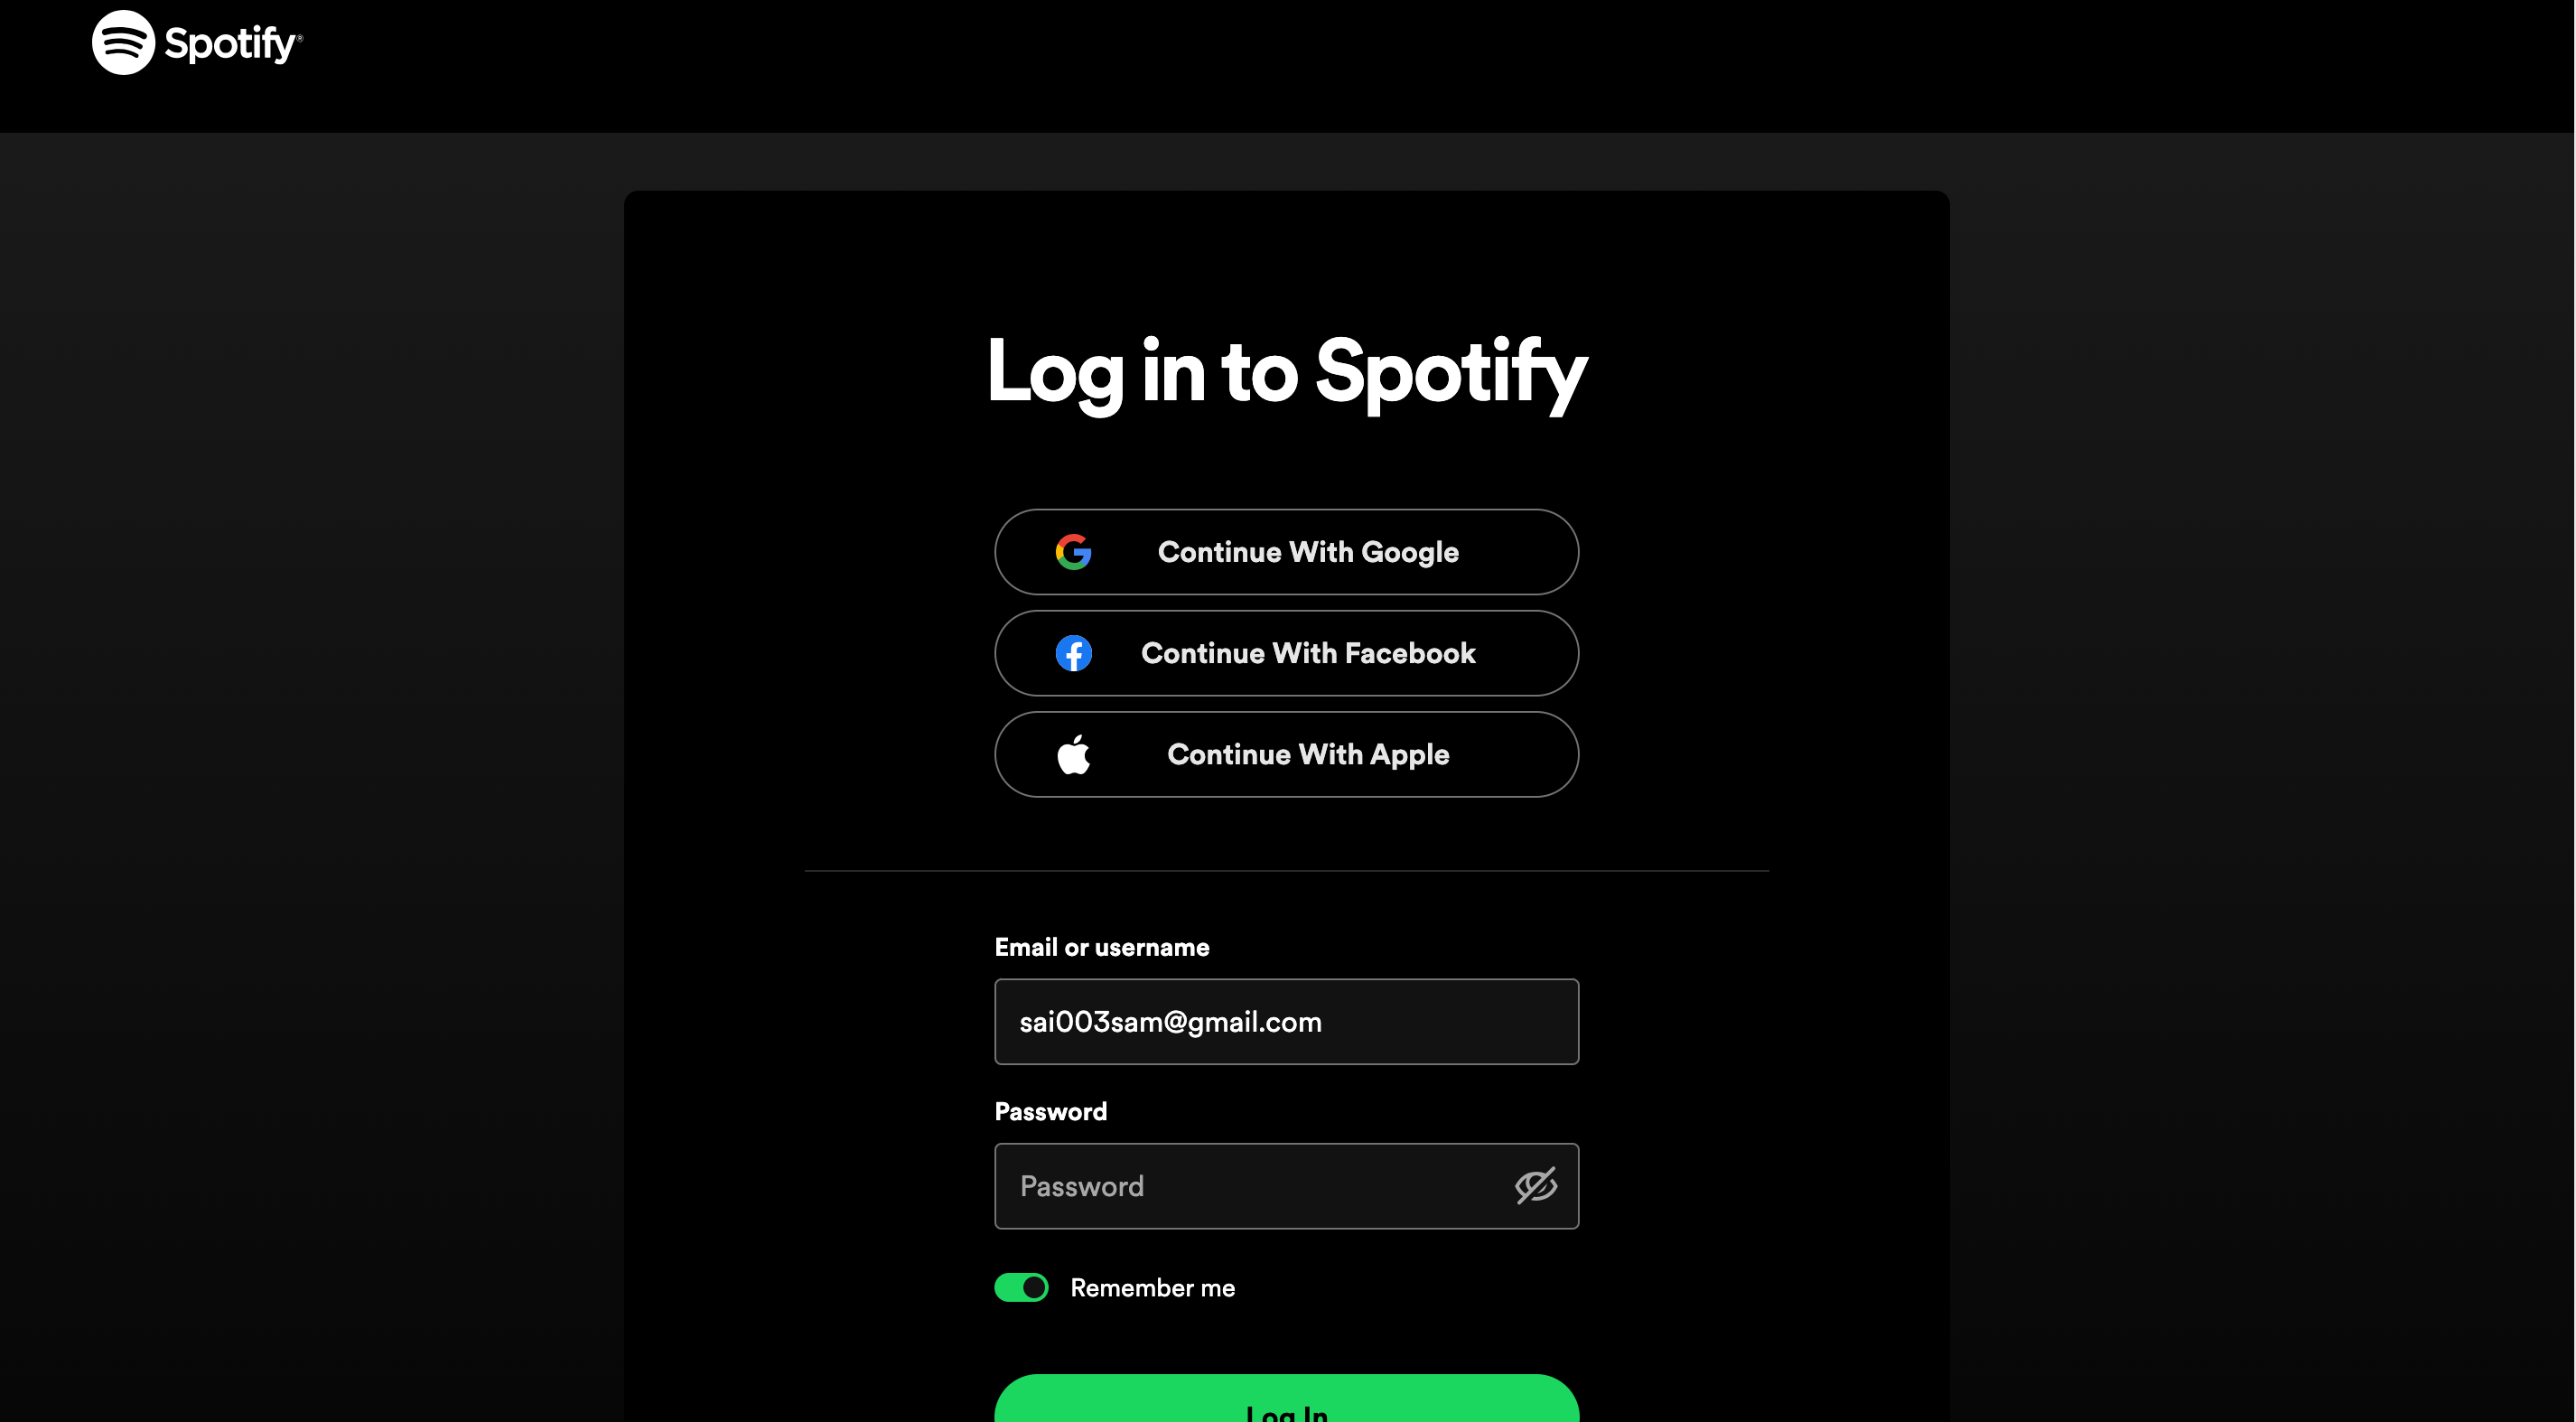 Spotify®
Log in to Spotify
Continue With Google
Continue With Facebook
Continue With Apple
Email or username
sai003sam@gmail.com
Password
Password
Remember me
Log In